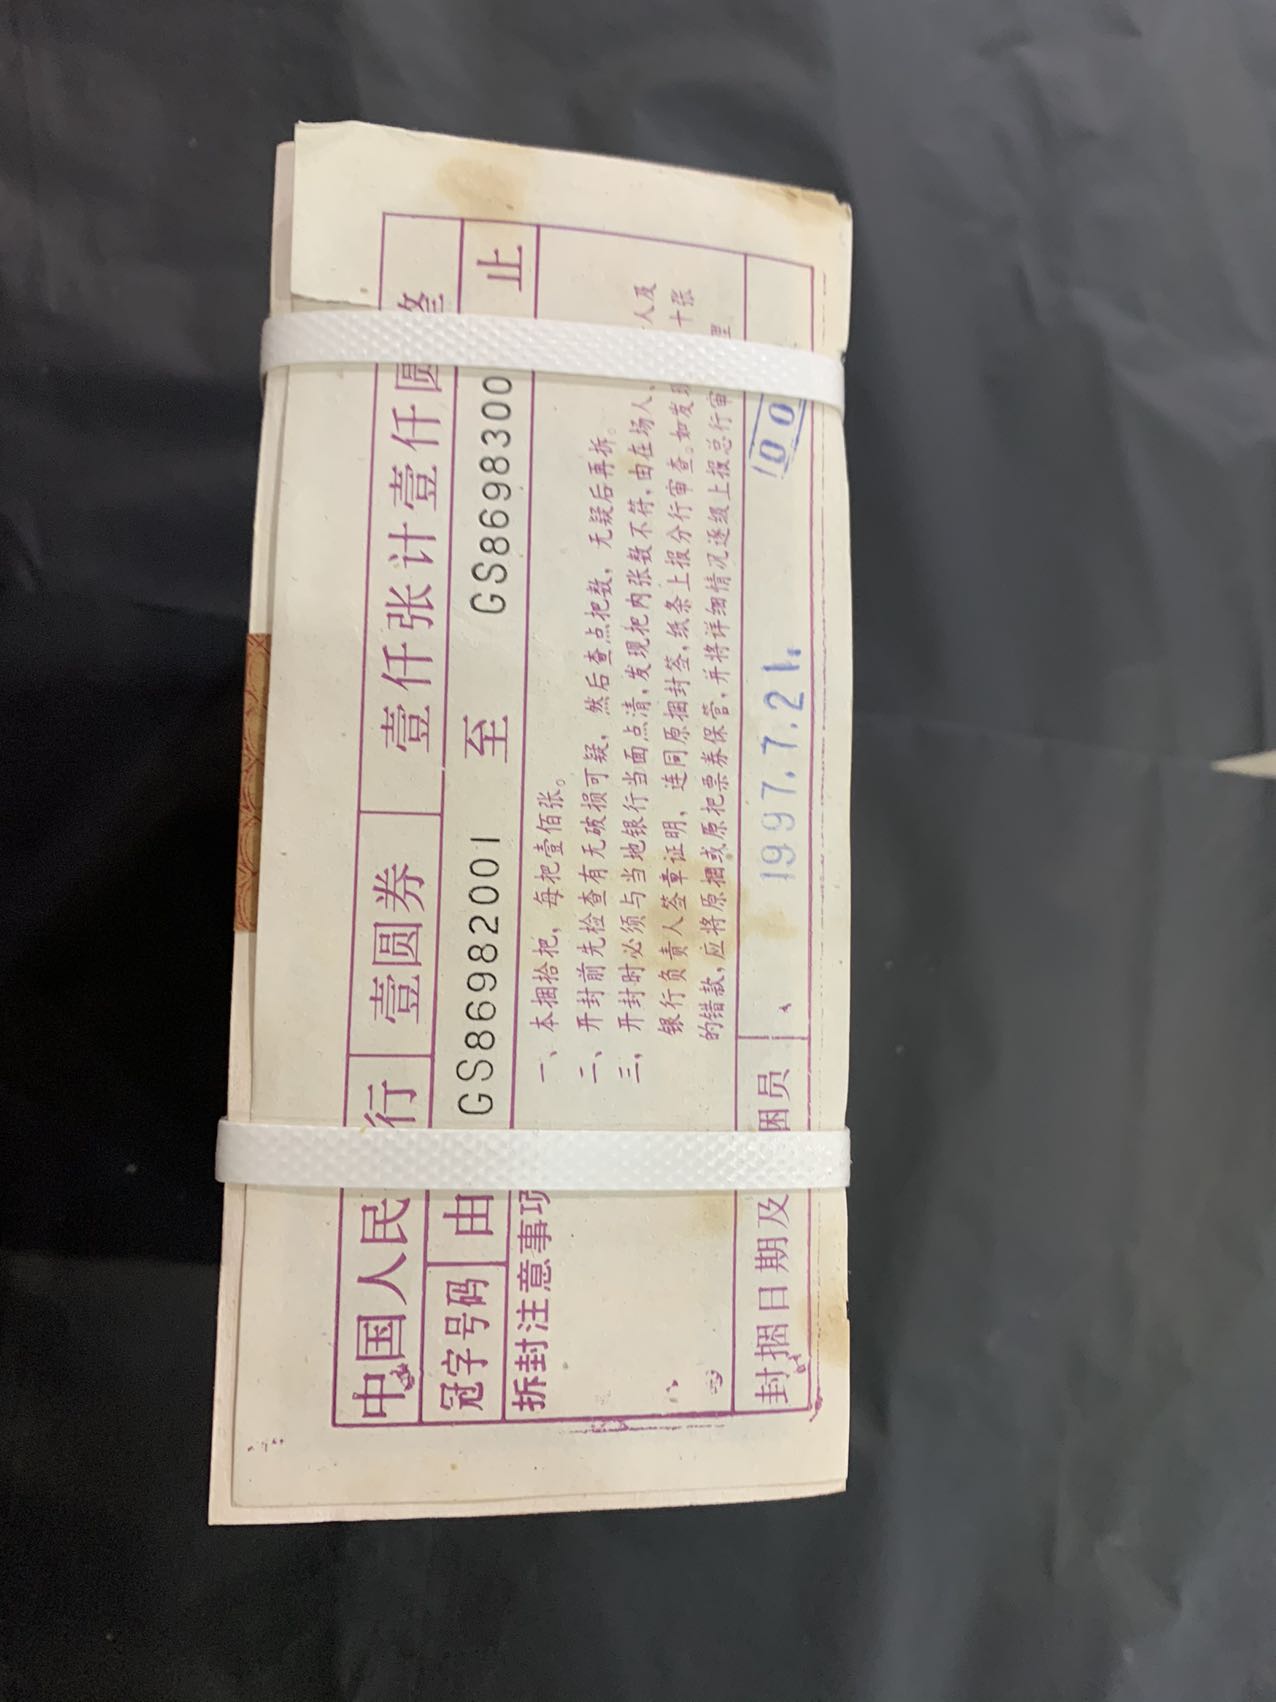 中国人民行 壹圆券 壹仟张计壹仟圆整
冠字号码 由 GS86982001 至 GS8698300 止
拆封注意事项
一、本捆拾把，每把壹佰张。
二、开封前先检查有无破损可疑，然后查点把数，无疑后再拆。
三，开封时必须与当地银行当面点清，发现把内张数不符，由在场人、人及
银行负责人签章证明，连同原捆封签，纸条上报分行审查。如发 十张
的错款，应将原捆或原把票券保管，并将详细情况逐级上报总行审理
封捆日期及捆员 1997.7.21. 100